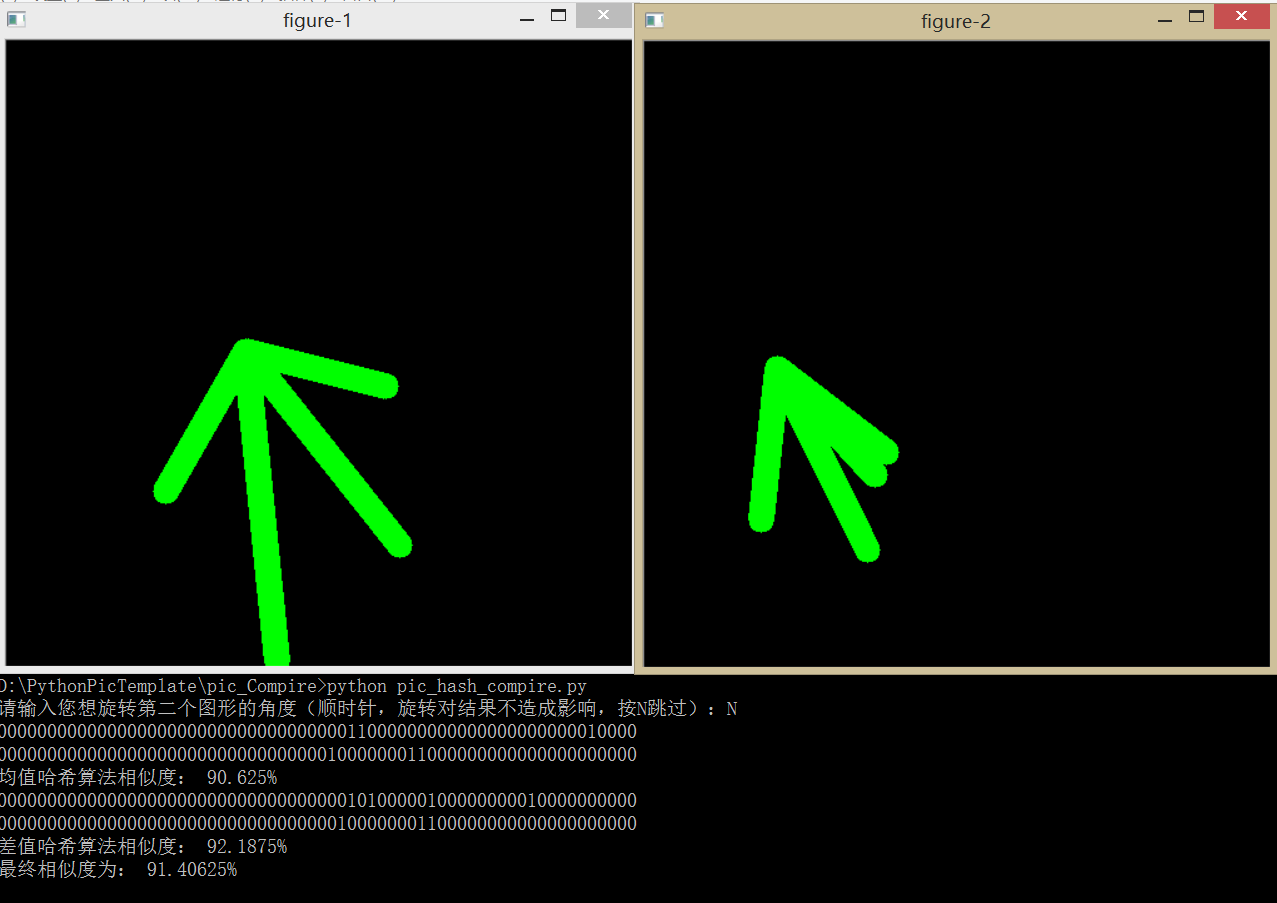 figure-1
figure-2
D:\PythonPicTemplate\pic_Compire>python pic_hash_compire.py
请输入您想旋转第二个图形的角度（顺时针，旋转对结果不造成影响，按N跳过）：N
0000000000000000000000000000000000011000000000000000000000010000
0000000000000000000000000000000001000000011000000000000000000000
均值哈希算法相似度： 90.625%
0000000000000000000000000000000000010100000100000000010000000000
0000000000000000000000000000000000100000001100000000000000000000
差值哈希算法相似度： 92.1875%
最终相似度为： 91.40625%